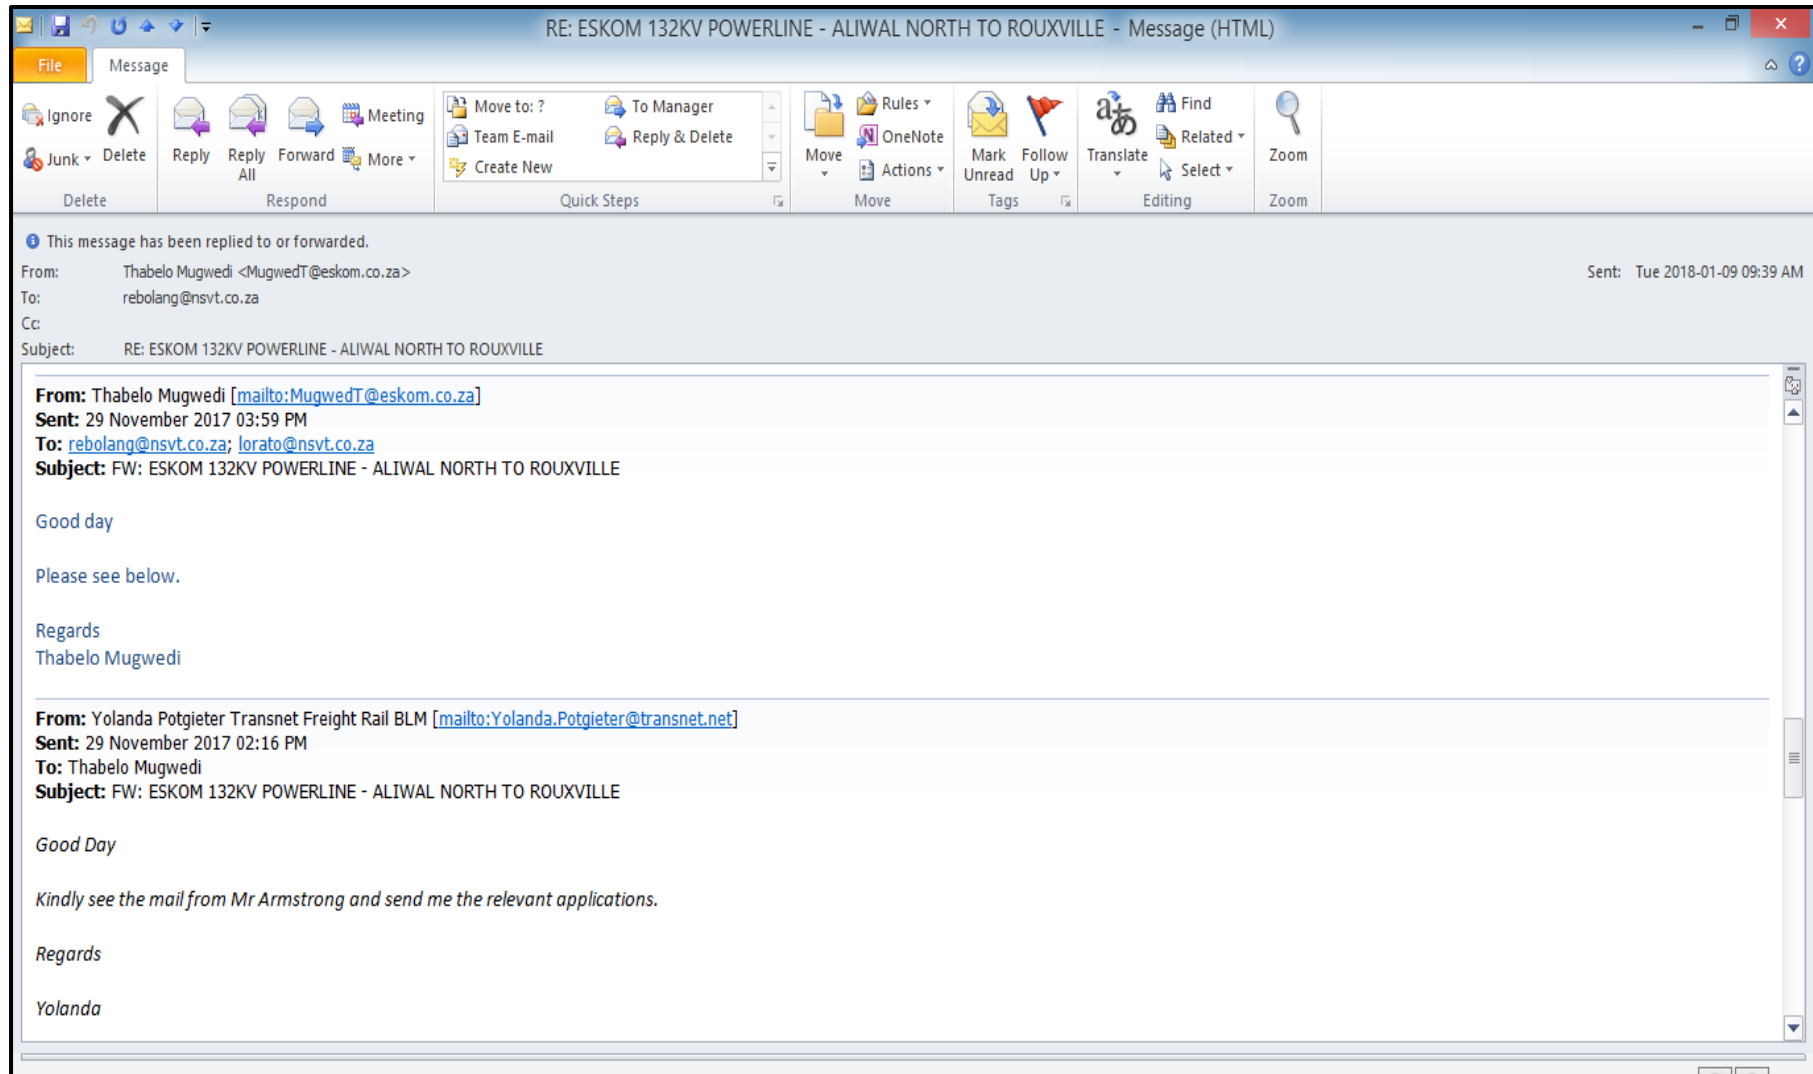 RE: ESKOM 132KV POWERLINE - ALIWAL NORTH TO ROUXVILLE - Message (HTML)
File Message
Ignore
Junk
Delete
Reply
Reply All
Forward
Meeting
More
Move to: ?
Team E-mail
Create New
To Manager
Reply & Delete
Move
Rules
OneNote
Actions
Mark Unread
Follow Up
Translate
Find
Related
Select
Zoom
Delete Respond Quick Steps Move Tags Editing Zoom
This message has been replied to or forwarded.
From: Thabelo Mugwedi <MugwedT@eskom.co.za> Sent: Tue 2018-01-09 09:39 AM
To: rebolang@nsvt.co.za
Cc:
Subject: RE: ESKOM 132KV POWERLINE - ALIWAL NORTH TO ROUXVILLE
From: Thabelo Mugwedi [mailto:MugwedT@eskom.co.za]
Sent: 29 November 2017 03:59 PM
To: rebolang@nsvt.co.za; lorato@nsvt.co.za
Subject: FW: ESKOM 132KV POWERLINE - ALIWAL NORTH TO ROUXVILLE
Good day
Please see below.
Regards
Thabelo Mugwedi
From: Yolanda Potgieter Transnet Freight Rail BLM [mailto:Yolanda.Potgieter@transnet.net]
Sent: 29 November 2017 02:16 PM
To: Thabelo Mugwedi
Subject: FW: ESKOM 132KV POWERLINE - ALIWAL NORTH TO ROUXVILLE
Good Day
Kindly see the mail from Mr Armstrong and send me the relevant applications.
Regards
Yolanda